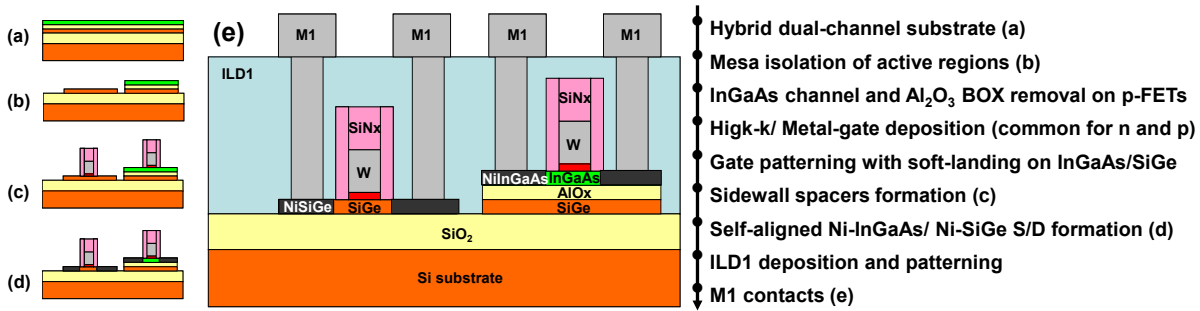 (a)
(b)
(c)
(d)
(e)
M1
M1
M1
M1
ILD1
SiNx
W
SiNx
W
NiInGaAs
InGaAs
AlOx
SiGe
NiSiGe
SiGe
SiO2
Si substrate
Hybrid dual-channel substrate (a)
Mesa isolation of active regions (b)
InGaAs channel and Al2O3 BOX removal on p-FETs
Higk-k/ Metal-gate deposition (common for n and p)
Gate patterning with soft-landing on InGaAs/SiGe
Sidewall spacers formation (c)
Self-aligned Ni-InGaAs/ Ni-SiGe S/D formation (d)
ILD1 deposition and patterning
M1 contacts (e)